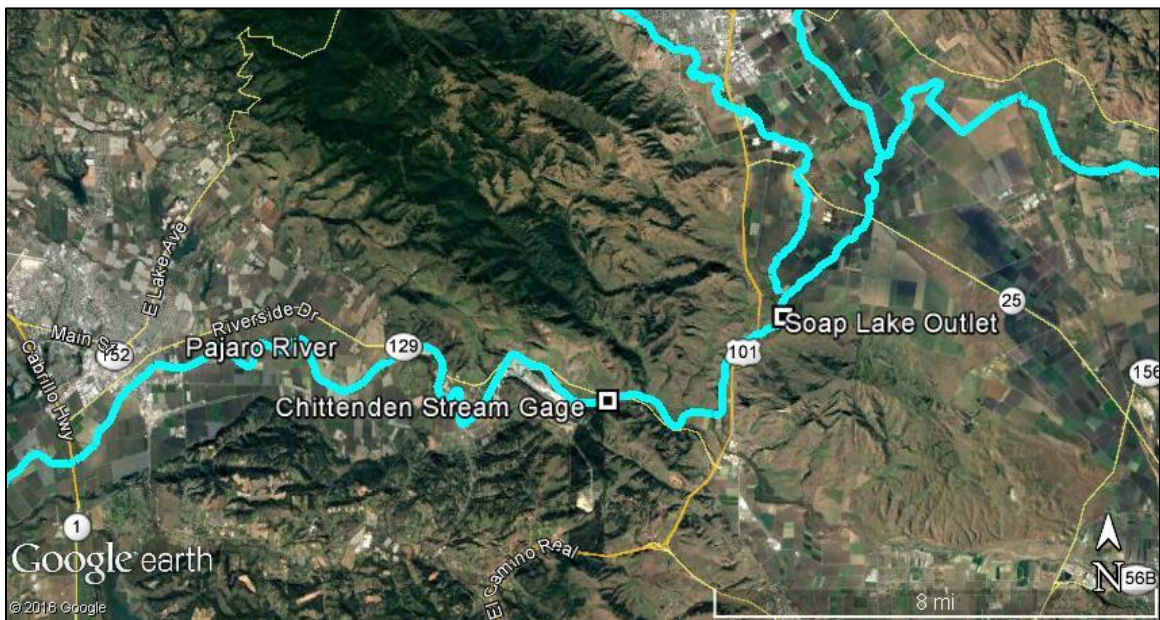 E Lake Ave
25
Soap Lake Outlet
Riverside Dr
Main St
152
129
Pajaro River
101
156
Cabrillo Hwy
Chittenden Stream Gage
1
El Camino Real
Google earth
N
56B
© 2016 Google
8 mi